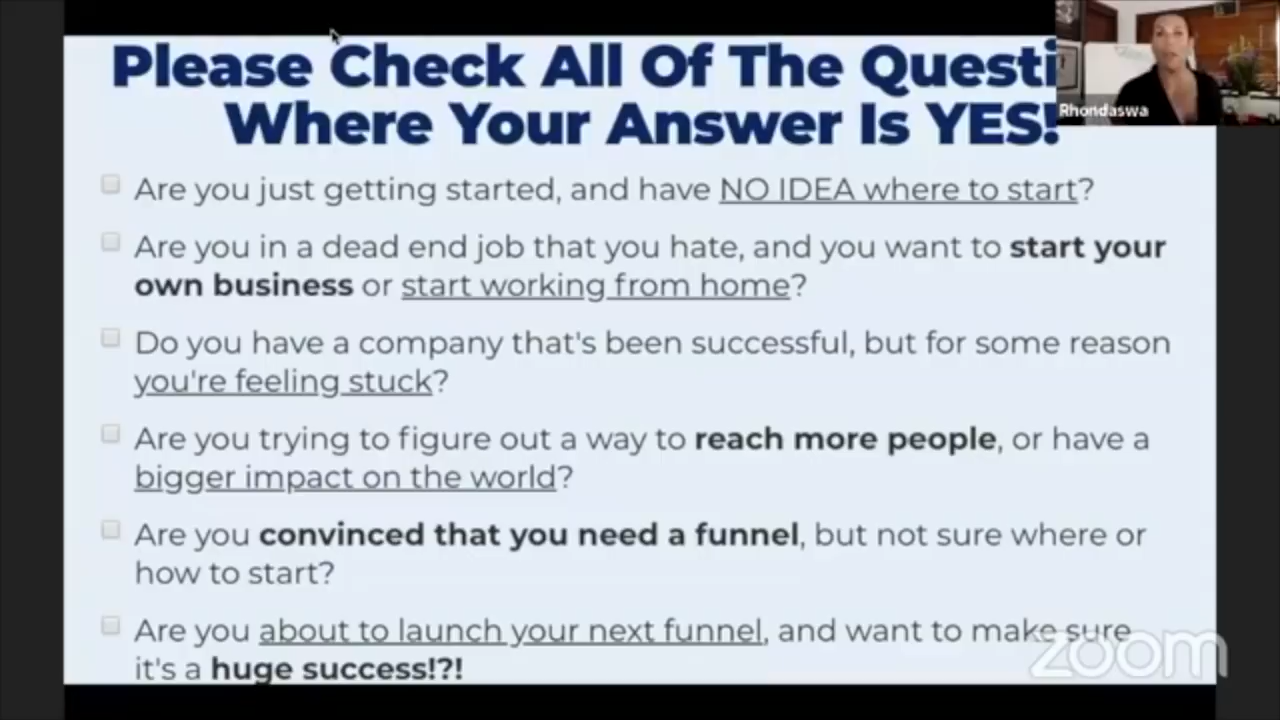 Please Check All Of The Questi
Where Your Answer Is YES!
Rhondaswa
Are you just getting started, and have NO IDEA where to start?
Are you in a dead end job that you hate, and you want to start your
own business or start working from home?
Do you have a company that's been successful, but for some reason
you're feeling stuck?
Are you trying to figure out a way to reach more people, or have a
bigger impact on the world?
Are you convinced that you need a funnel, but not sure where or
how to start?
Are you about to launch your next funnel, and want to make sure
it's a huge success!?!
zoom